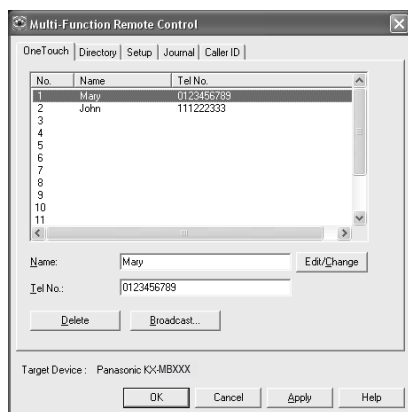 Multi-Function Remote Control
OneTouch Directory Setup Journal Caller ID
No. Name Tel No.
1 Mary 0123456789
2 John 111222333
3
4
5
6
7
8
9
10
11
Name: Mary Edit/Change
Tel No.: 0123456789
Delete Broadcast...
Target Device : Panasonic KX-MBXXX
OK Cancel Apply Help